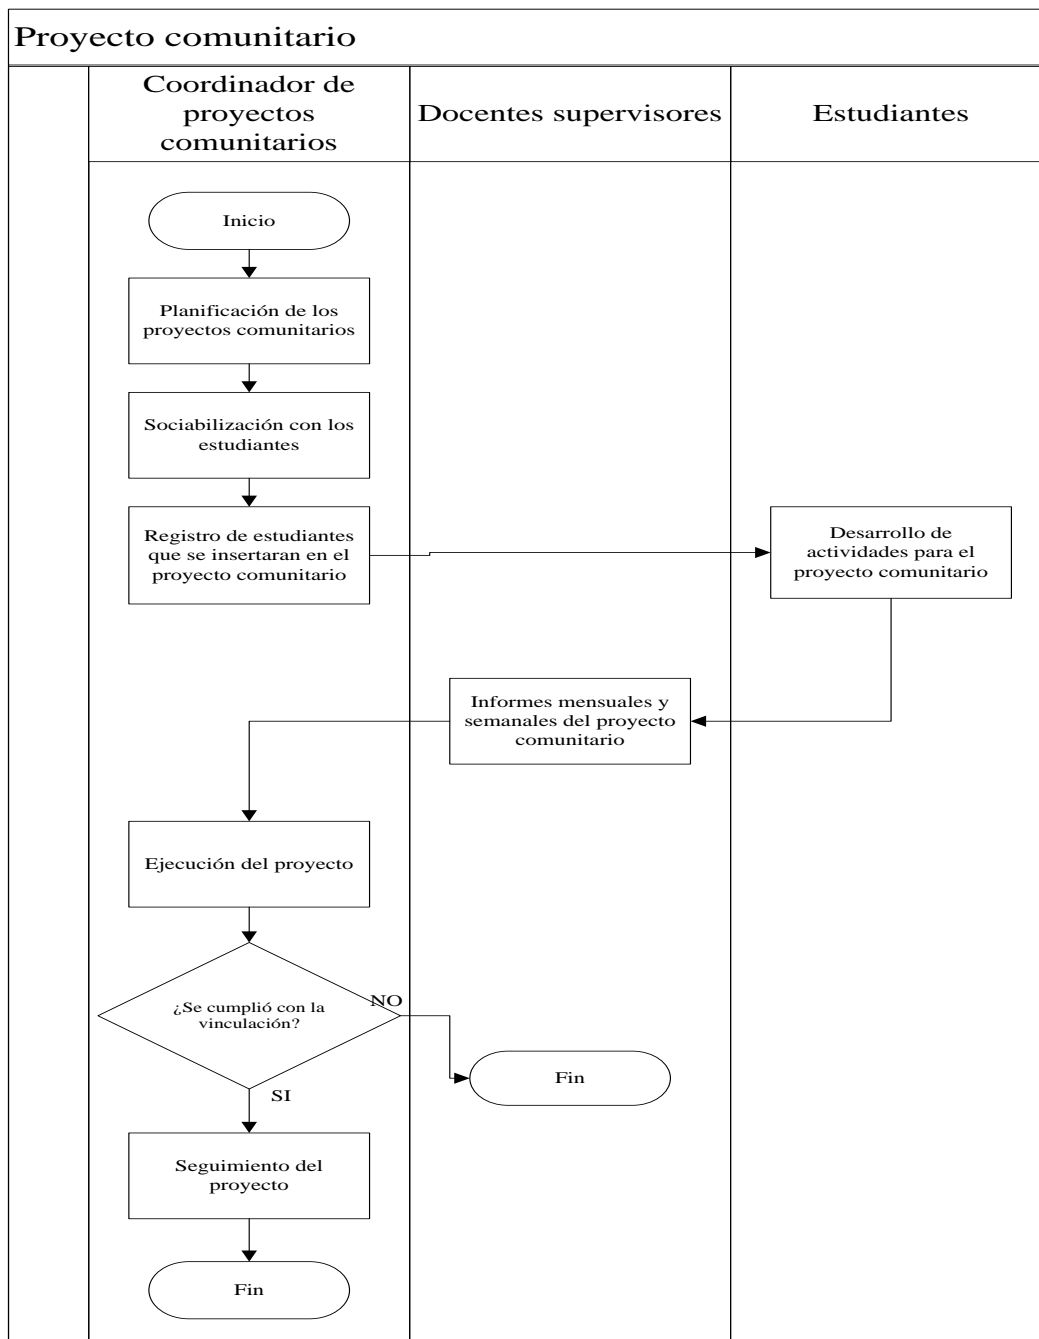 Proyecto comunitario
Coordinador de
proyectos
comunitarios
Docentes supervisores
Estudiantes
Inicio
Planificación de los
proyectos comunitarios
Sociabilización con los
estudiantes
Registro de estudiantes
que se insertaran en el
proyecto comunitario
Desarrollo de
actividades para el
proyecto comunitario
Informes mensuales y
semanales del proyecto
comunitario
Ejecución del proyecto
¿Se cumplió con la
vinculación?
NO
Fin
SI
Seguimiento del
proyecto
Fin